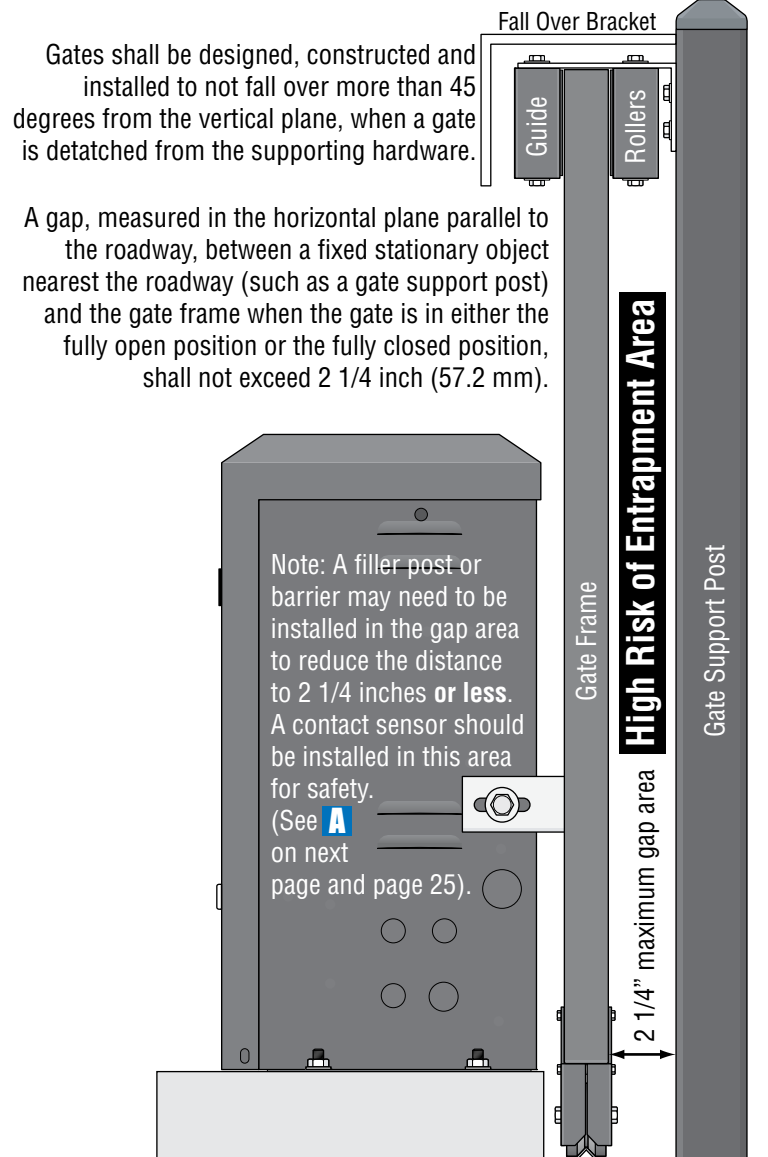 Fall Over Bracket
Gates shall be designed, constructed and
installed to not fall over more than 45
degrees from the vertical plane, when a gate
is detatched from the supporting hardware.
Guide
Rollers
A gap, measured in the horizontal plane parallel to
the roadway, between a fixed stationary object
nearest the roadway (such as a gate support post)
and the gate frame when the gate is in either the
fully open position or the fully closed position,
shall not exceed 2 1/4 inch (57.2 mm).
Note: A filler post or
barrier may need to be
installed in the gap area
to reduce the distance
to 2 1/4 inches or less.
A contact sensor should
be installed in this area
for safety.
(See A
on next
page and page 25).
Gate Frame
High Risk of Entrapment Area
2 1/4” maximum gap area
Gate Support Post